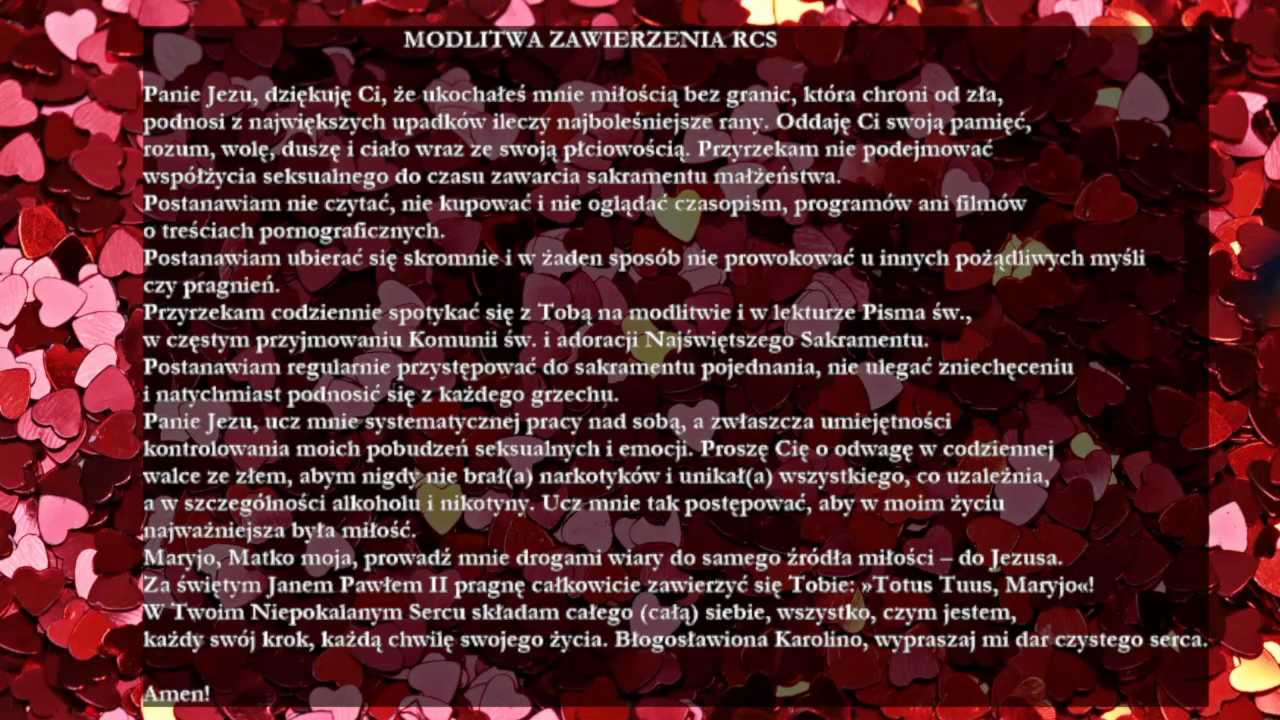 MODLITWA ZAWIERZENIA RCS
Panie Jezu, dziękuję Ci, że ukochałeś mnie miłością bez granic, która chroni od zła,
podnosi z największych upadków ileczy najboleśniejsze rany. Oddaję Ci swoją pamięć,
rozum, wolę, duszę i ciało wraz ze swoją płciowością. Przyrzekam nie podejmować
współżycia seksualnego do czasu zawarcia sakramentu małżeństwa.
Postanawiam nie czytać, nie kupować i nie oglądać czasopism, programów ani filmów
o treściach pornograficznych.
Postanawiam ubierać się skromnie i w żaden sposób nie prowokować u innych pożądliwych myśli
czy pragnień.
Przyrzekam codziennie spotykać się z Tobą na modlitwie i w lekturze Pisma św.,
w częstym przyjmowaniu Komunii św. i adoracji Najświętszego Sakramentu.
Postanawiam regularnie przystępować do sakramentu pojednania, nie ulegać zniechęceniu
i natychmiast podnosić się z każdego grzechu.
Panie Jezu, ucz mnie systematycznej pracy nad sobą, a zwłaszcza umiejętności
kontrolowania moich pobudzeń seksualnych i emocji. Proszę Cię o odwagę w codziennej
walce ze złem, abym nigdy nie brał(a) narkotyków i unikał(a) wszystkiego, co uzależnia,
a w szczególności alkoholu i nikotyny. Ucz mnie tak postępować, aby w moim życiu
najważniejsza była miłość.
Maryjo, Matko moja, prowadź mnie drogami wiary do samego źródła miłości – do Jezusa.
Za świętym Janem Pawłem II pragnę całkowicie zawierzyć się Tobie: »Totus Tuus, Maryjo«!
W Twoim Niepokalanym Sercu składam całego (całą) siebie, wszystko, czym jestem,
każdy swój krok, każdą chwilę swojego życia. Błogosławiona Karolino, wypraszaj mi dar czystego serca.
Amen!